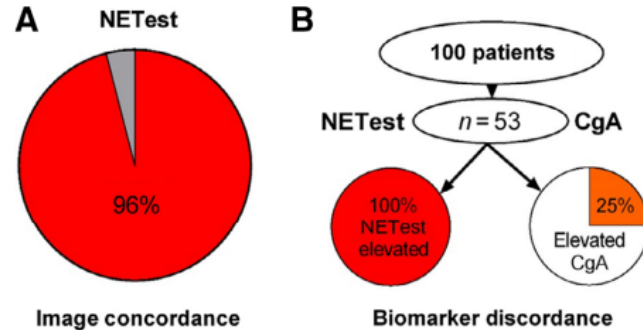 A
NETest
96%
Image concordance
B
100 patients
NETest n = 53 CgA
100%
NETest
elevated
25%
Elevated
CgA
Biomarker discordance